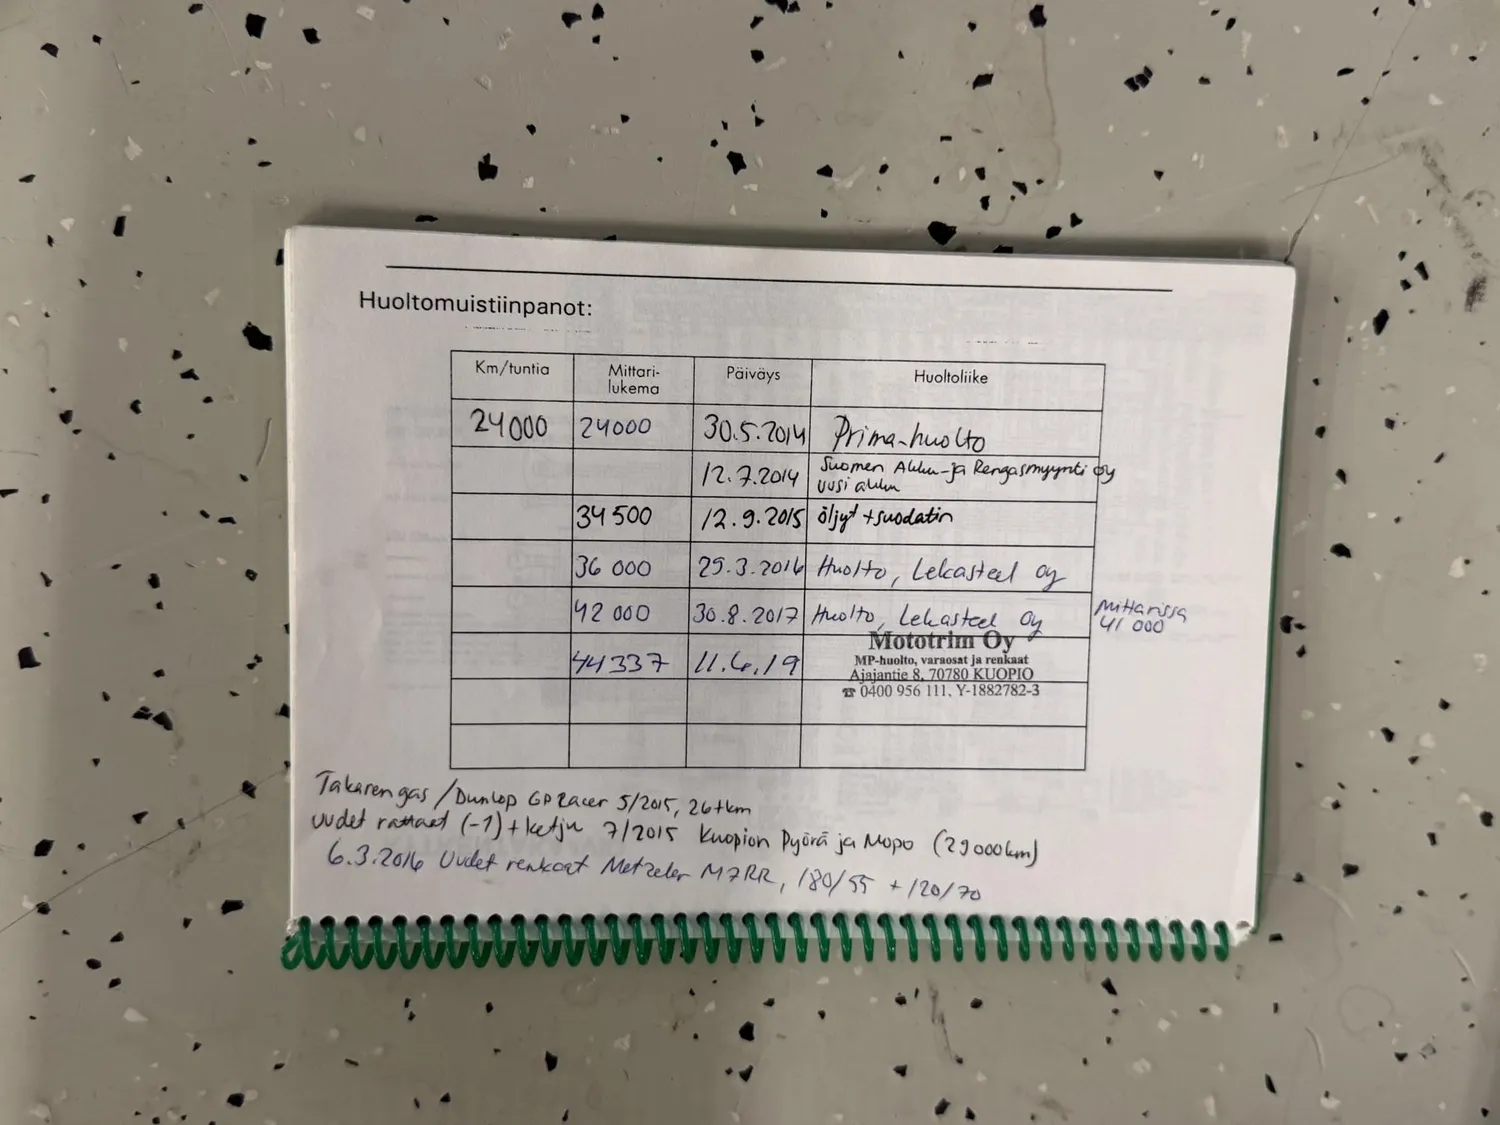 Huoltomuistiinpanot:
Km/tuntia Mittari- Päiväys Huoltoliike
lukema
24000 24000 30.5.2014 Prima-huolto
12.7.2014 Suomen Akku-ja Rengasmyynti oy
uusi akku
34 500 12.9.2015 öljyt +suodatin
36 000 25.3.2016 Huolto, Lekasteel oy
42 000 30.8.2017 Huolto, Lekasteel oy Mittarissa
41 000
44337 11.6.19 Mototrim Oy
MP-huolto, varaosat ja renkaat
Ajajantie 8, 70780 KUOPIO
☎ 0400 956 111, Y-1882782-3
Takarengas/Dunlop GP Racer 5/2015, 26tkm
uudet rattaat (-1)+ketju 7/2015 Kuopion Pyörä ja Mopo (29000km)
6.3.2016 Uudet renkaat Metzeler M7RR, 180/55 + 120/70